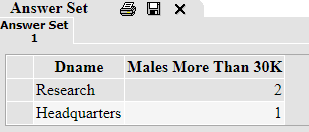 Answer Set
Answer Set
1
Dname Males More Than 30K
Research 2
Headquarters 1